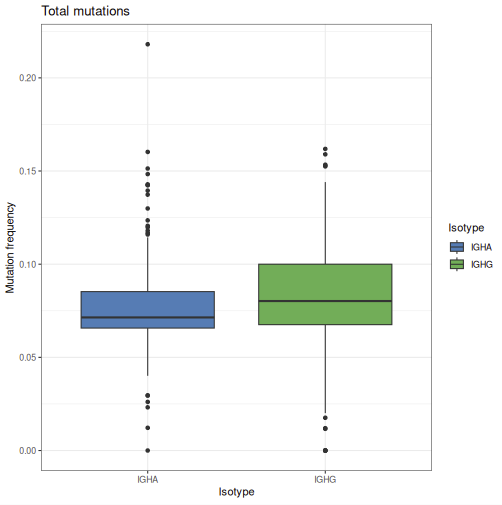 Total mutations
Mutation frequency
0.20
0.15
0.10
0.05
0.00
IGHA
IGHG
Isotype
Isotype
IGHA
IGHG